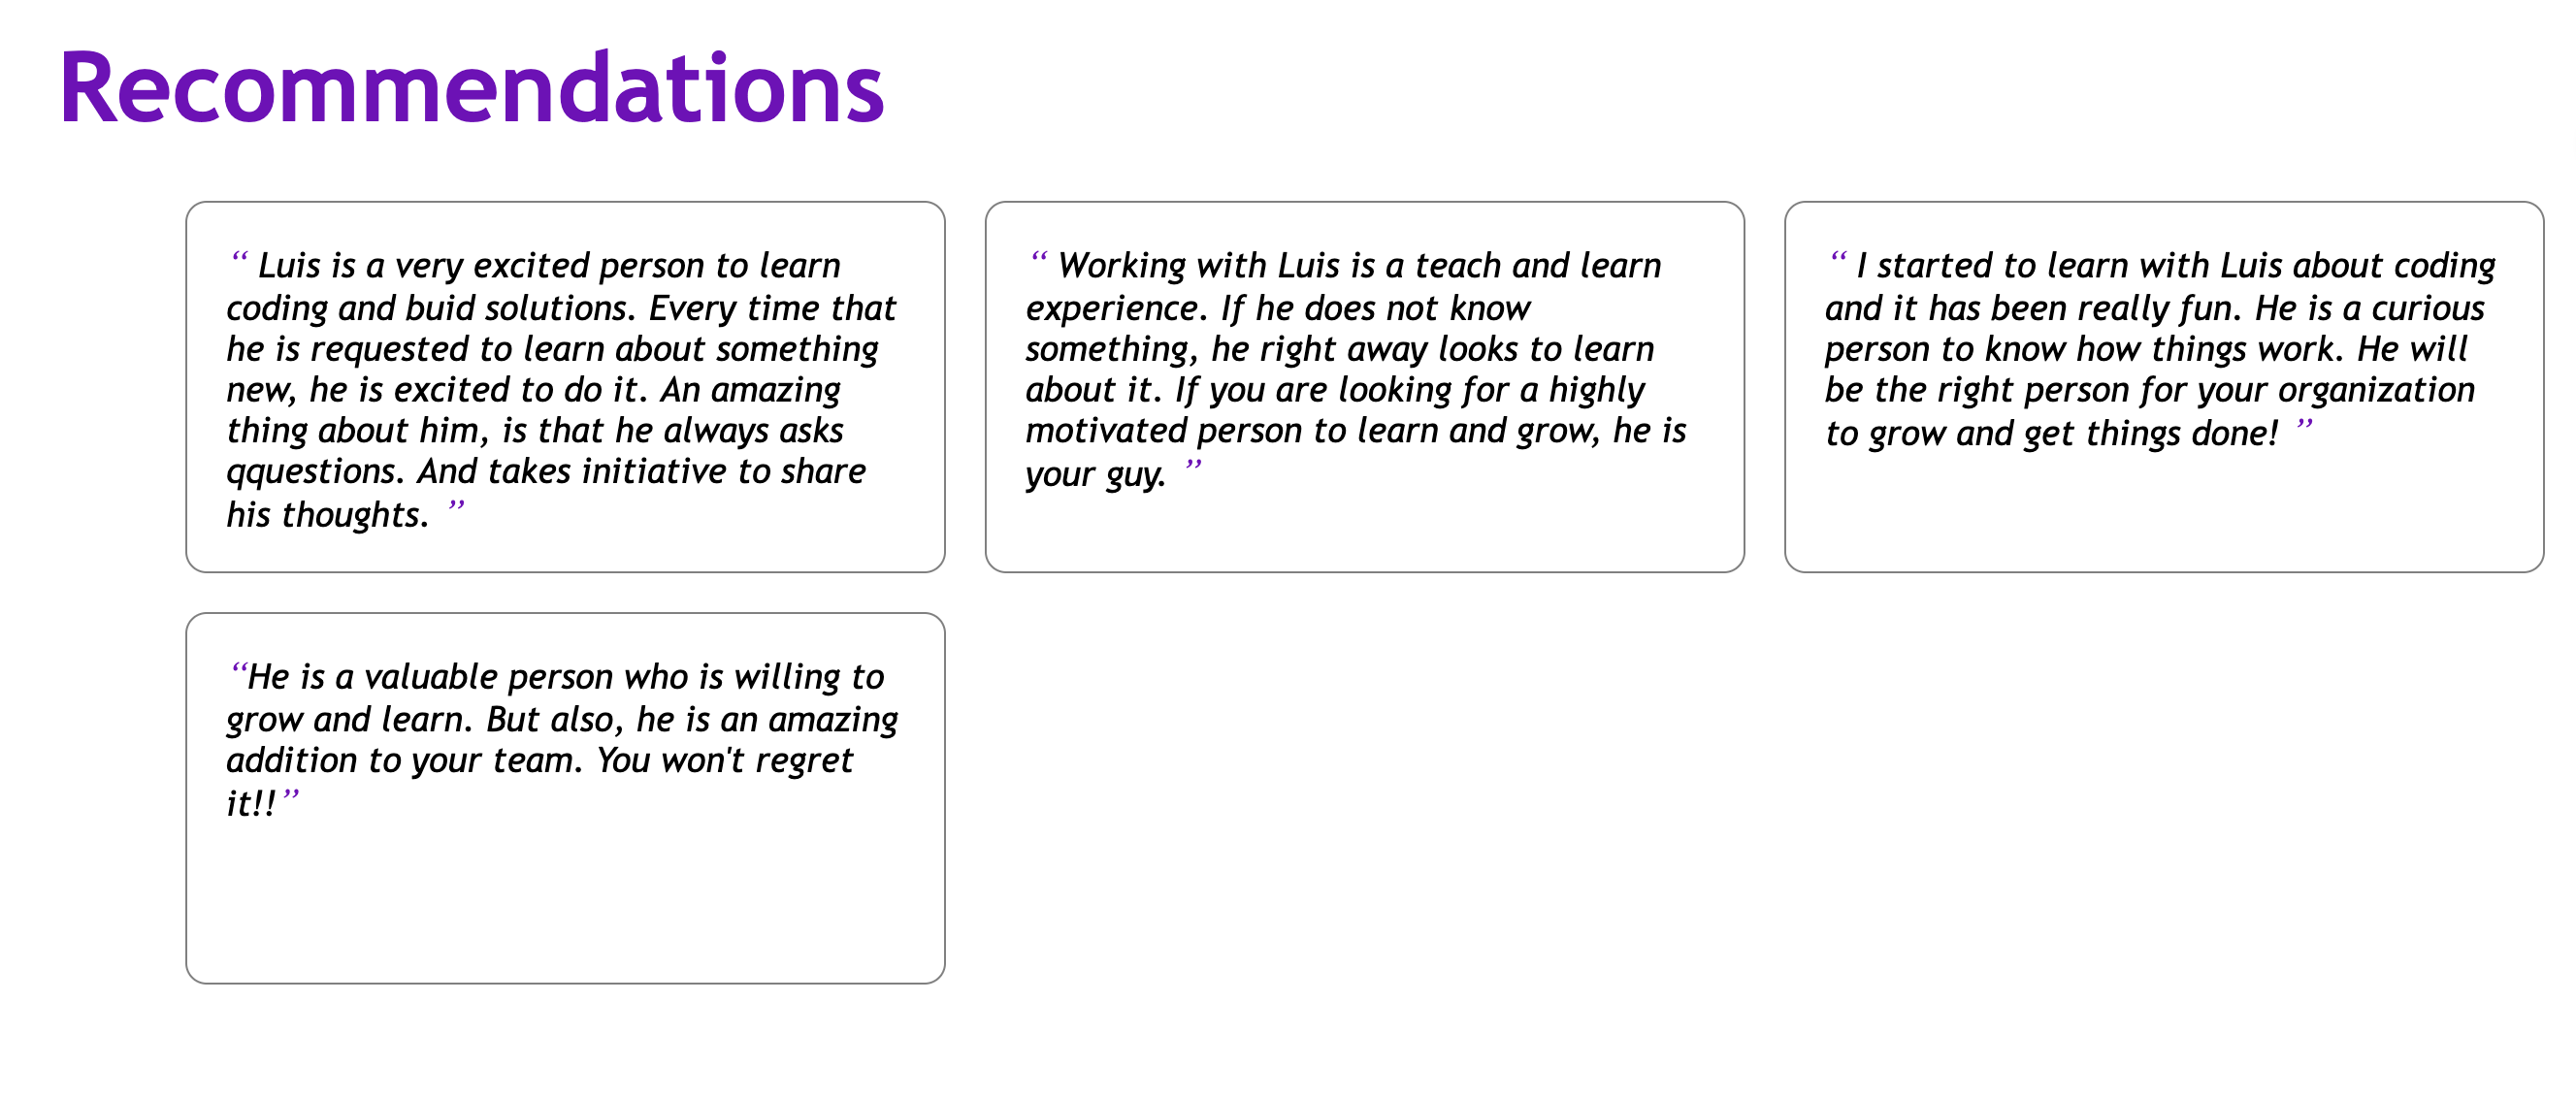 Recommendations
“ Luis is a very excited person to learn
coding and buid solutions. Every time that
he is requested to learn about something
new, he is excited to do it. An amazing
thing about him, is that he always asks
qquestions. And takes initiative to share
his thoughts. ”
“ Working with Luis is a teach and learn
experience. If he does not know
something, he right away looks to learn
about it. If you are looking for a highly
motivated person to learn and grow, he is
your guy. ”
“ I started to learn with Luis about coding
and it has been really fun. He is a curious
person to know how things work. He will
be the right person for your organization
to grow and get things done! ”
“He is a valuable person who is willing to
grow and learn. But also, he is an amazing
addition to your team. You won't regret
it!!”